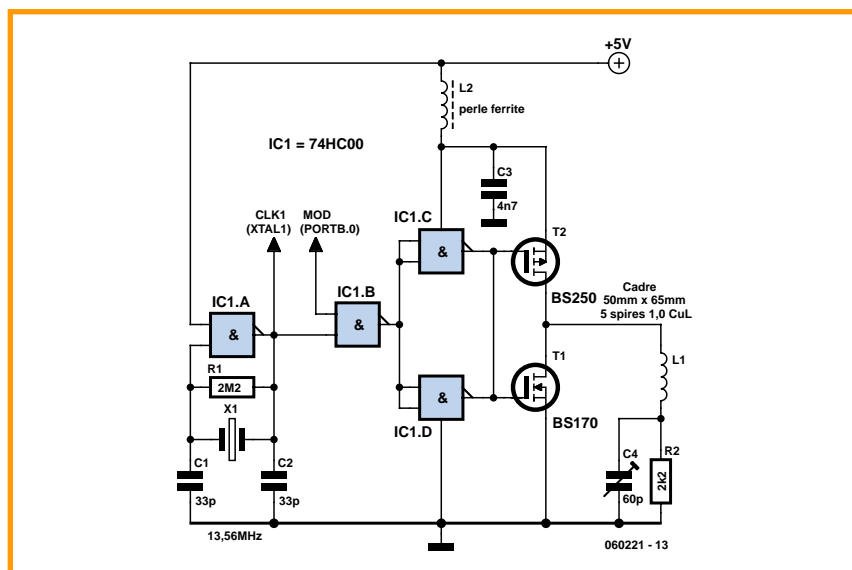 +5V
L2
perle ferrite
IC1 = 74HC00
C3
4n7
CLK1
(XTAL1)
MOD
(PORTB.0)
IC1.C
&
T2
BS250
IC1.A
&
IC1.B
&
Cadre
50mm x 65mm
5 spires 1,0 CuL
R1
2M2
T1
L1
X1
&
IC1.D
BS170
C1
33p
C2
33p
C4
60p
R2
2k2
13,56MHz
060221 - 13